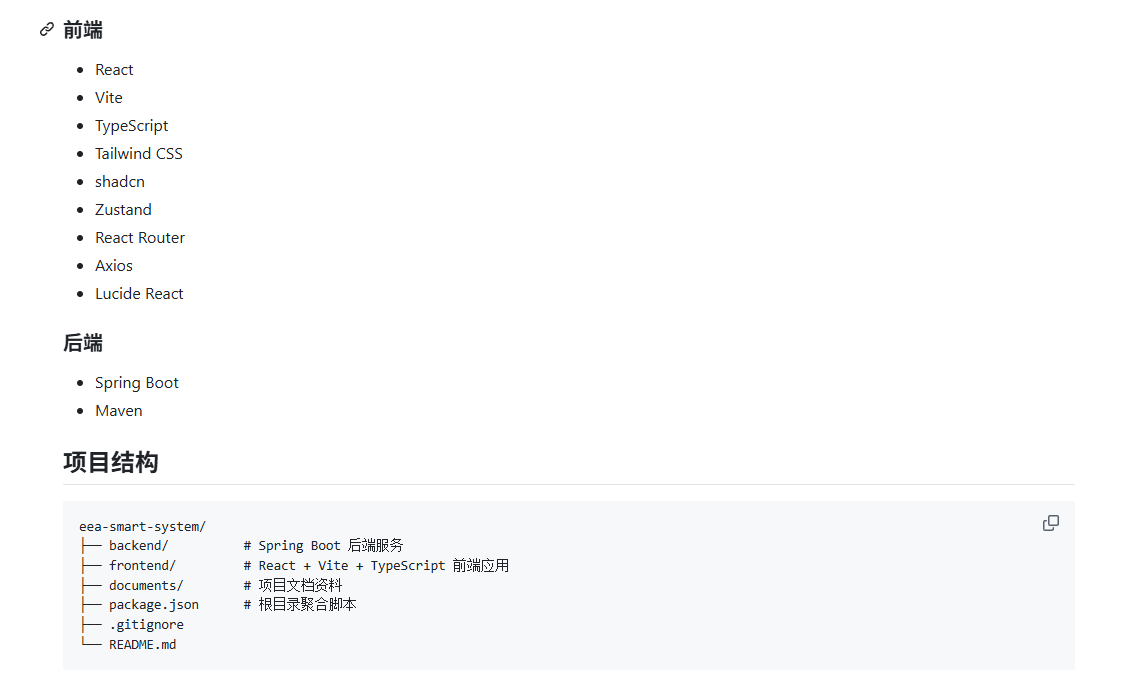 前端
React
Vite
TypeScript
Tailwind CSS
shadcn
Zustand
React Router
Axios
Lucide React
后端
Spring Boot
Maven
项目结构
eea-smart-system/
├── backend/          # Spring Boot 后端服务
├── frontend/         # React + Vite + TypeScript 前端应用
├── documents/        # 项目文档资料
├── package.json      # 根目录聚合脚本
├── .gitignore
└── README.md